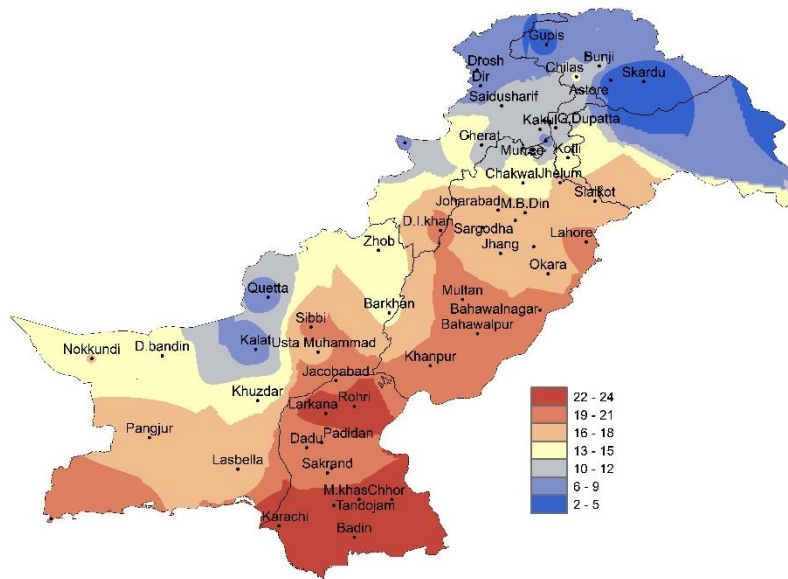 Gupis
Drosh
Bunji
Dir
Chilas
Skardu
Astore
Saidusharif
Kakul
G.Dupatta
Cherat
Murree
Kotli
Chakwal
Jhelum
Sialkot
Joharabad
M.B.Din
D.I.khan
Sargodha
Lahore
Zhob
Jhang
Okara
Quetta
Multan
Barkhan
Bahawalnagar
Sibbi
Bahawalpur
Kalat
Usta Muhammad
Nokkundi
D.bandin
Khanpur
Jacobabad
Khuzdar
Larkana
Rohri
22 - 24
19 - 21
16 - 18
13 - 15
10 - 12
6 - 9
2 - 5
Pangjur
Dadu
Padidan
Lasbella
Sakrand
M.khas
Chhor
Tandojam
Karachi
Badin